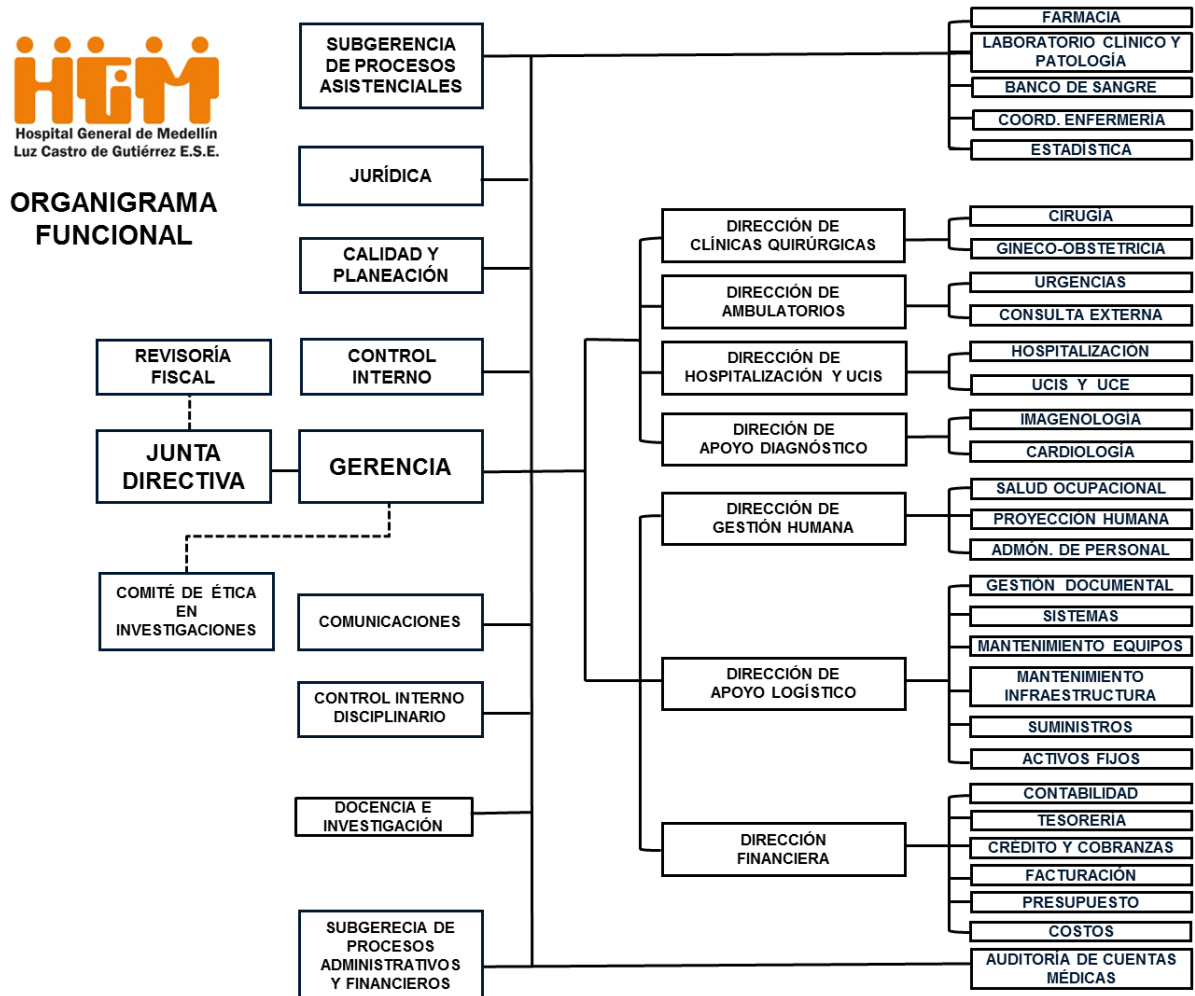 HGM
Hospital General de Medellín
Luz Castro de Gutiérrez E.S.E.
ORGANIGRAMA
FUNCIONAL
SUBGERENCIA
DE PROCESOS
ASISTENCIALES
JURÍDICA
CALIDAD Y
PLANEACIÓN
REVISORÍA
FISCAL
CONTROL
INTERNO
JUNTA
DIRECTIVA
GERENCIA
COMITÉ DE ÉTICA
EN
INVESTIGACIONES
COMUNICACIONES
CONTROL INTERNO
DISCIPLINARIO
DOCENCIA E
INVESTIGACIÓN
SUBGERECIA DE
PROCESOS
ADMINISTRATIVOS
Y FINANCIEROS
DIRECCIÓN DE
CLÍNICAS QUIRÚRGICAS
DIRECCIÓN DE
AMBULATORIOS
DIRECCIÓN DE
HOSPITALIZACIÓN Y UCIS
DIRECIÓN DE
APOYO DIAGNÓSTICO
DIRECCIÓN DE
GESTIÓN HUMANA
DIRECCIÓN DE
APOYO LOGÍSTICO
DIRECCIÓN
FINANCIERA
FARMACIA
LABORATORIO CLÍNICO Y
PATOLOGÍA
BANCO DE SANGRE
COORD. ENFERMERÍA
ESTADÍSTICA
CIRUGÍA
GINECO-OBSTETRICIA
URGENCIAS
CONSULTA EXTERNA
HOSPITALIZACIÓN
UCIS Y UCE
IMAGENOLOGÍA
CARDIOLOGÍA
SALUD OCUPACIONAL
PROYECCIÓN HUMANA
ADMÓN. DE PERSONAL
GESTIÓN DOCUMENTAL
SISTEMAS
MANTENIMIENTO EQUIPOS
MANTENIMIENTO
INFRAESTRUCTURA
SUMINISTROS
ACTIVOS FIJOS
CONTABILIDAD
TESORERÍA
CRÉDITO Y COBRANZAS
FACTURACIÓN
PRESUPUESTO
COSTOS
AUDITORÍA DE CUENTAS
MÉDICAS